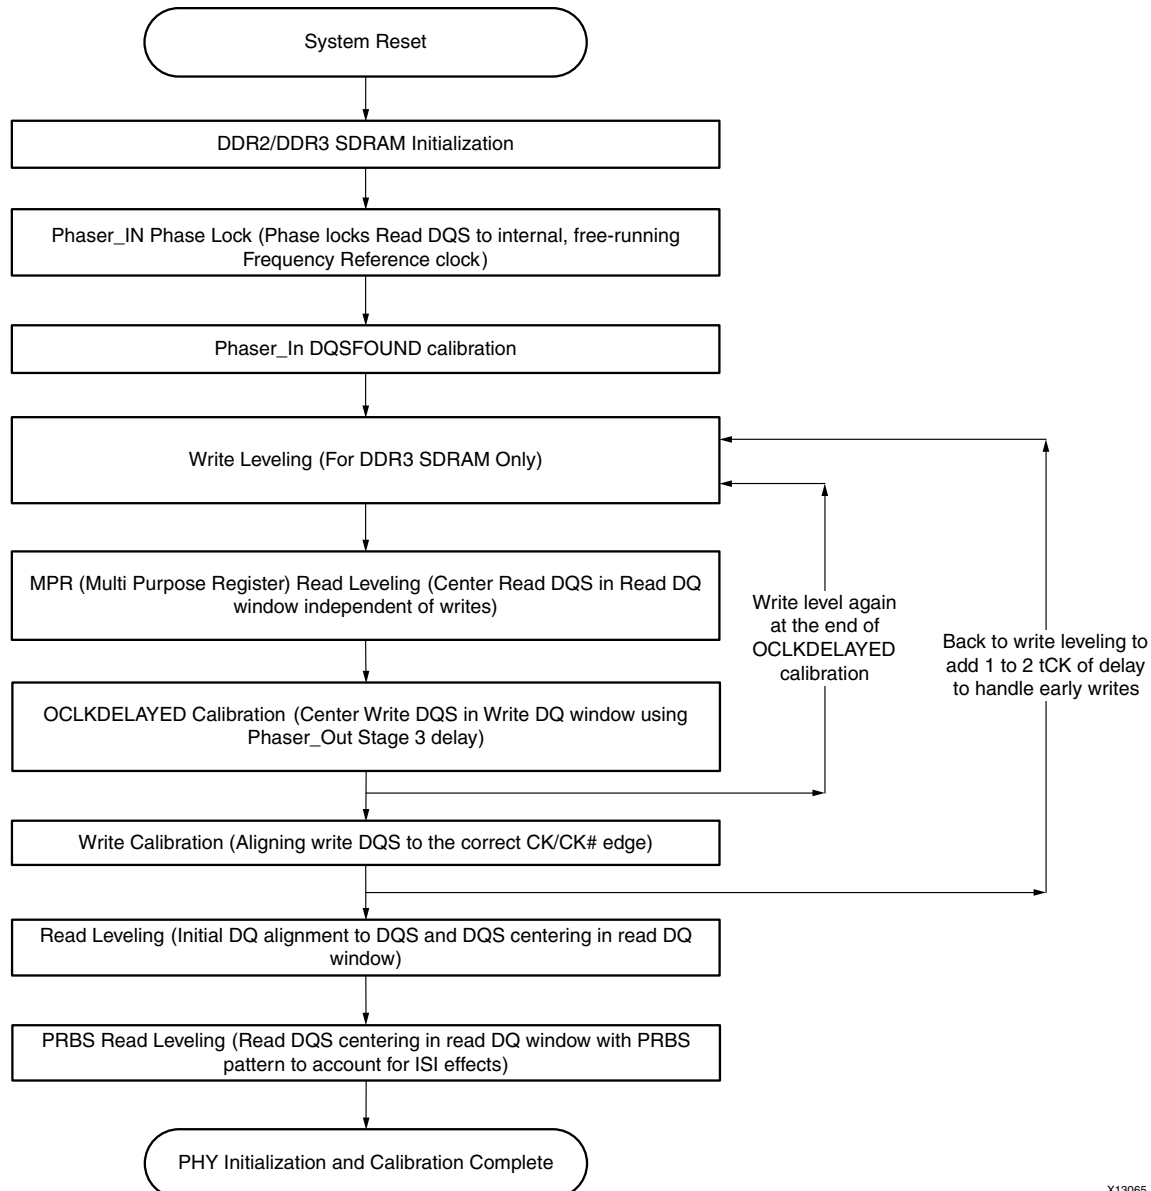 System Reset
DDR2/DDR3 SDRAM Initialization
Phaser_IN Phase Lock (Phase locks Read DQS to internal, free-running
Frequency Reference clock)
Phaser_In DQSFOUND calibration
Write Leveling (For DDR3 SDRAM Only)
MPR (Multi Purpose Register) Read Leveling (Center Read DQS in Read DQ
window independent of writes)
Write level again
at the end of
OCLKDELAYED
calibration
Back to write leveling to
add 1 to 2 tCK of delay
to handle early writes
OCLKDELAYED Calibration (Center Write DQS in Write DQ window using
Phaser_Out Stage 3 delay)
Write Calibration (Aligning write DQS to the correct CK/CK# edge)
Read Leveling (Initial DQ alignment to DQS and DQS centering in read DQ
window)
PRBS Read Leveling (Read DQS centering in read DQ window with PRBS
pattern to account for ISI effects)
PHY Initialization and Calibration Complete
X13065